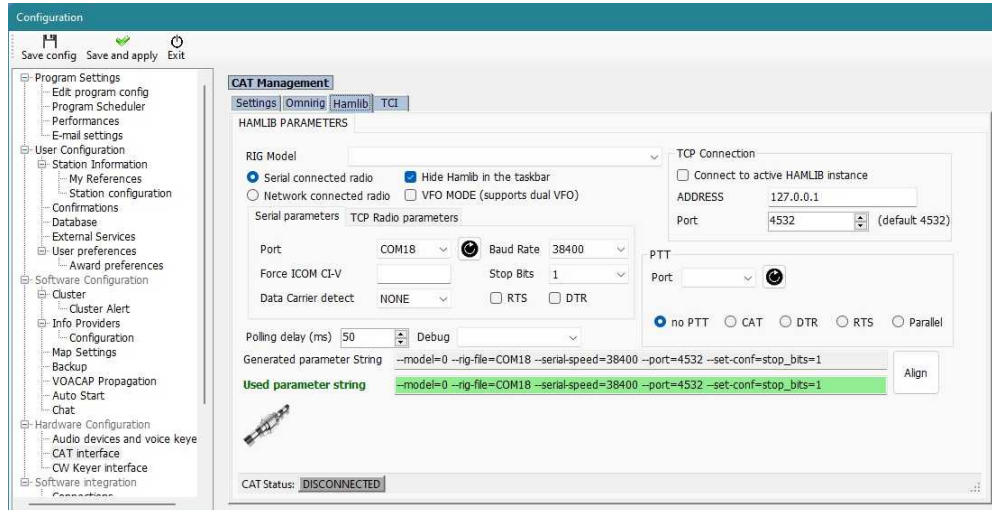 Configuration
Save config Save and apply Exit
Program Settings
Edit program config
Program Scheduler
Performances
E-mail settings
User Configuration
Station Information
My References
Station configuration
Confirmations
Database
External Services
User preferences
Award preferences
Software Configuration
Cluster
Cluster Alert
Info Providers
Configuration
Map Settings
Backup
VOACAP Propagation
Auto Start
Chat
Hardware Configuration
Audio devices and voice keye
CAT interface
CW Keyer interface
Software integration
Connections
CAT Management
Settings Omnirig Hamlib TCI
HAMLIB PARAMETERS
RIG Model
Serial connected radio Hide Hamlib in the taskbar
Network connected radio VFO MODE (supports dual VFO)
Serial parameters TCP Radio parameters
Port COM18 Baud Rate 38400
Force ICOM CI-V Stop Bits 1
Data Carrier detect NONE RTS DTR
Polling delay (ms) 50 Debug
TCP Connection
Connect to active HAMLIB instance
ADDRESS 127.0.0.1
Port 4532 (default 4532)
PTT
Port
no PTT CAT DTR RTS Parallel
Generated parameter String --model=0 --rig-file=COM18 --serial-speed=38400 --port=4532 --set-conf=stop_bits=1
Used parameter string --model=0 --rig-file=COM18 --serial-speed=38400 --port=4532 --set-conf=stop_bits=1
Align
CAT Status: DISCONNECTED